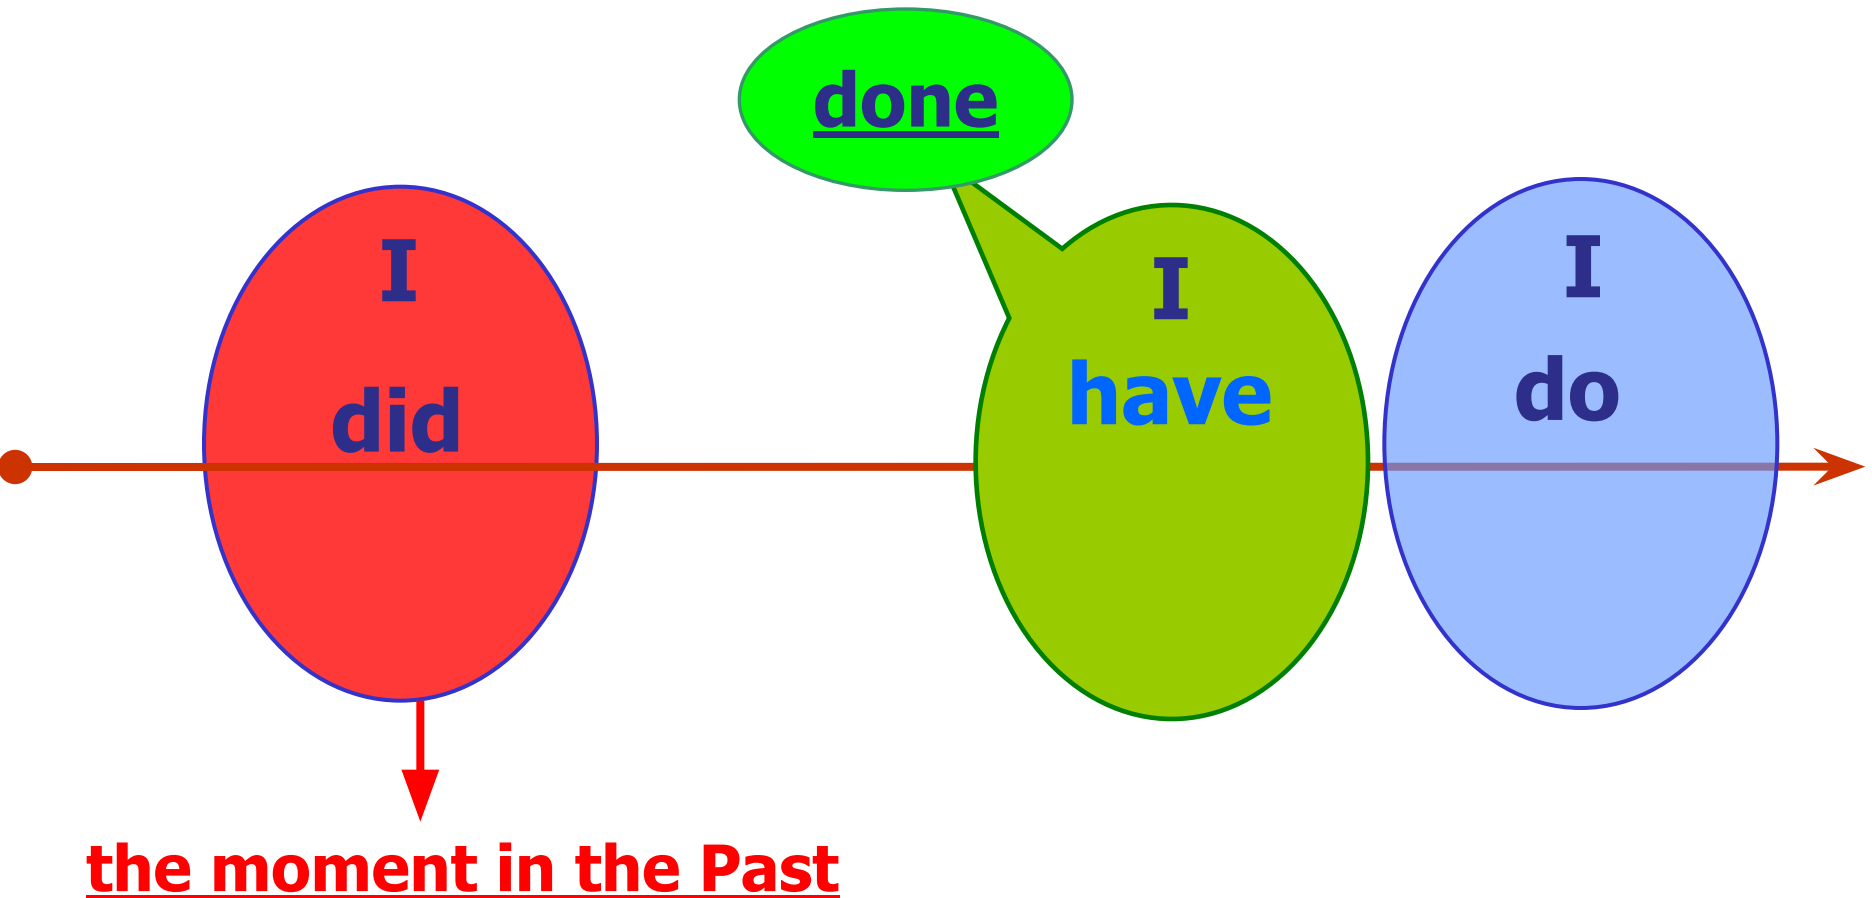 done
I
did
I
have
I
do
the moment in the Past